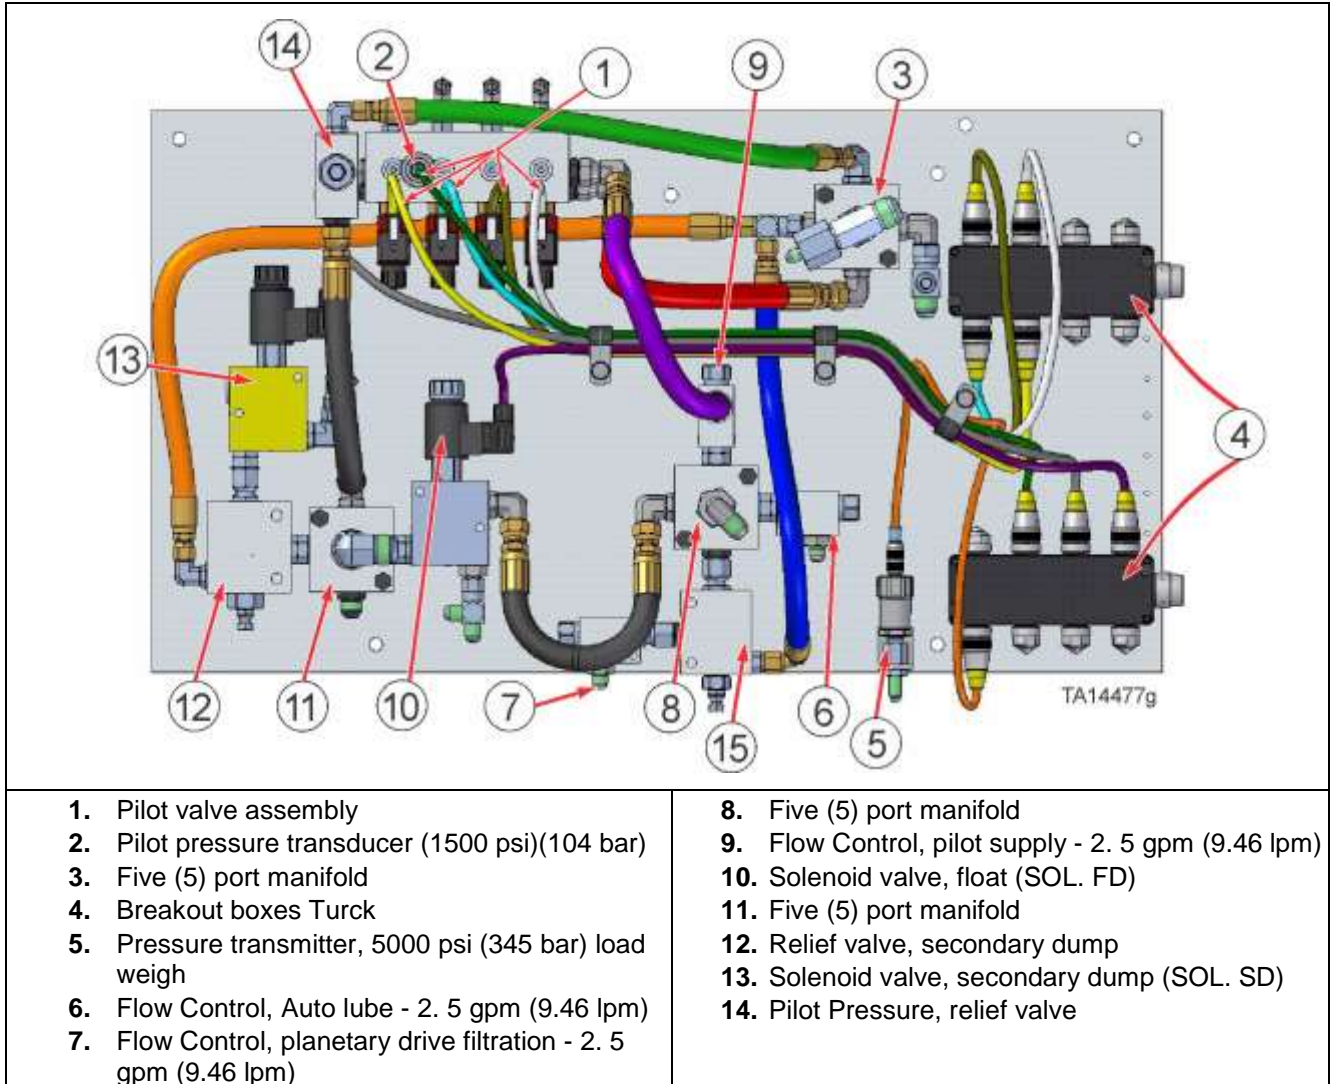 14
2
1
9
3
13
4
12
11
10
7
8
15
6
5
TA14477g
1. Pilot valve assembly
2. Pilot pressure transducer (1500 psi)(104 bar)
3. Five (5) port manifold
4. Breakout boxes Turck
5. Pressure transmitter, 5000 psi (345 bar) load
weigh
6. Flow Control, Auto lube - 2. 5 gpm (9.46 lpm)
7. Flow Control, planetary drive filtration - 2. 5
gpm (9.46 lpm)
8. Five (5) port manifold
9. Flow Control, pilot supply - 2. 5 gpm (9.46 lpm)
10. Solenoid valve, float (SOL. FD)
11. Five (5) port manifold
12. Relief valve, secondary dump
13. Solenoid valve, secondary dump (SOL. SD)
14. Pilot Pressure, relief valve